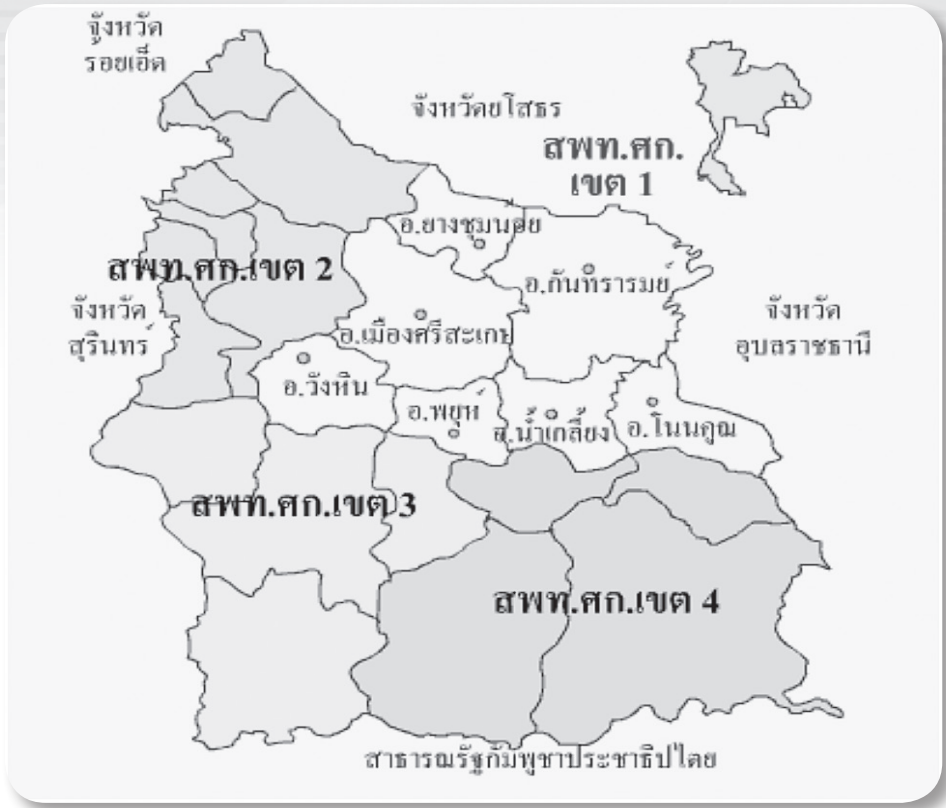 จังหวัด
ร้อยเอ็ด
จังหวัดยโสธร
สพท.ศก.
เขต 1
อ.ยางชุมน้อย
สพท.ศก.เขต 2
อ.กันทรารมย์
จังหวัด
สุรินทร์
อ.เมืองศรีสะเกษ
จังหวัด
อุบลราชธานี
อ.วังหิน
อ.พยุห์
อ.น้ำเกลี้ยง
อ.โนนคูณ
สพท.ศก.เขต 3
สพท.ศก.เขต 4
สาธารณรัฐกัมพูชาประชาธิปไตย